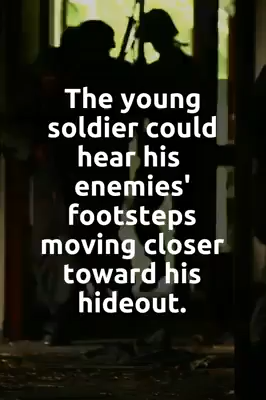 The young
soldier could
hear his
enemies'
footsteps
moving closer
toward his
hideout.